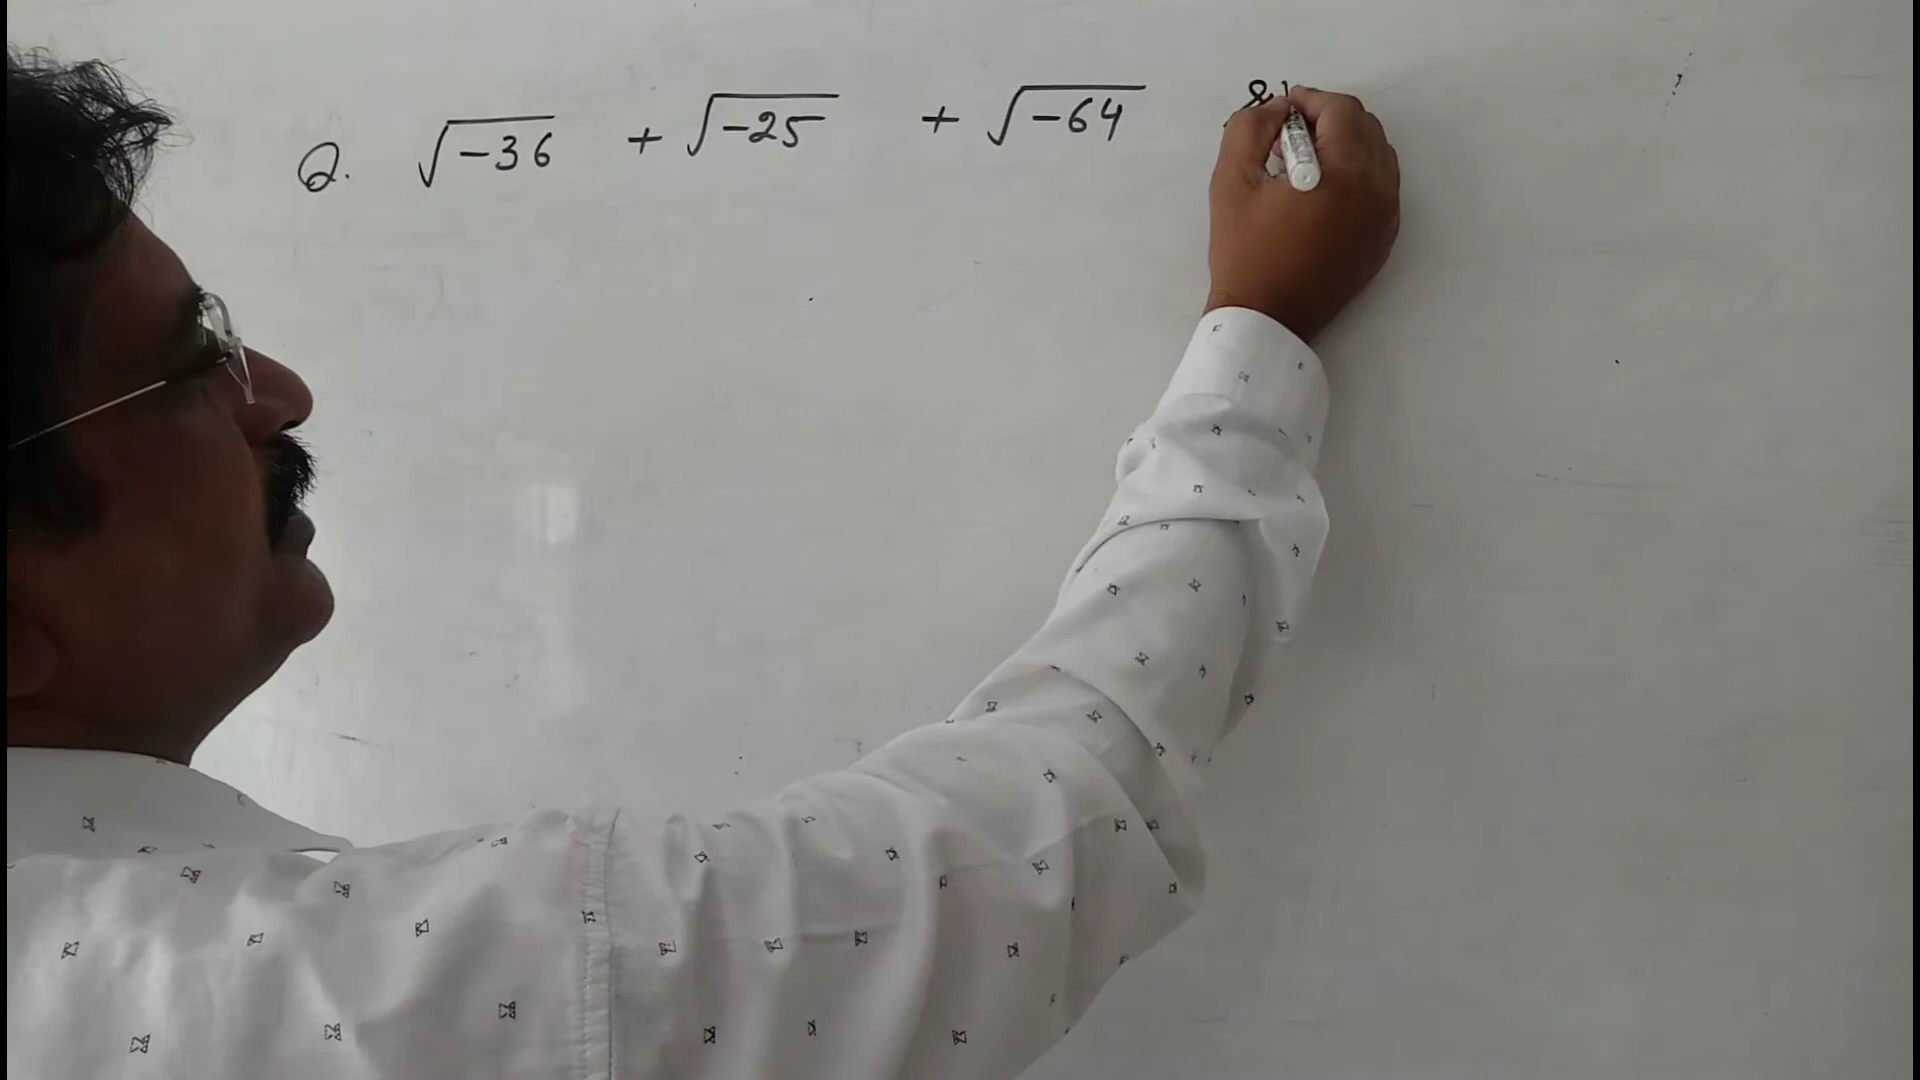 Q. √-36 + √-25 + √-64